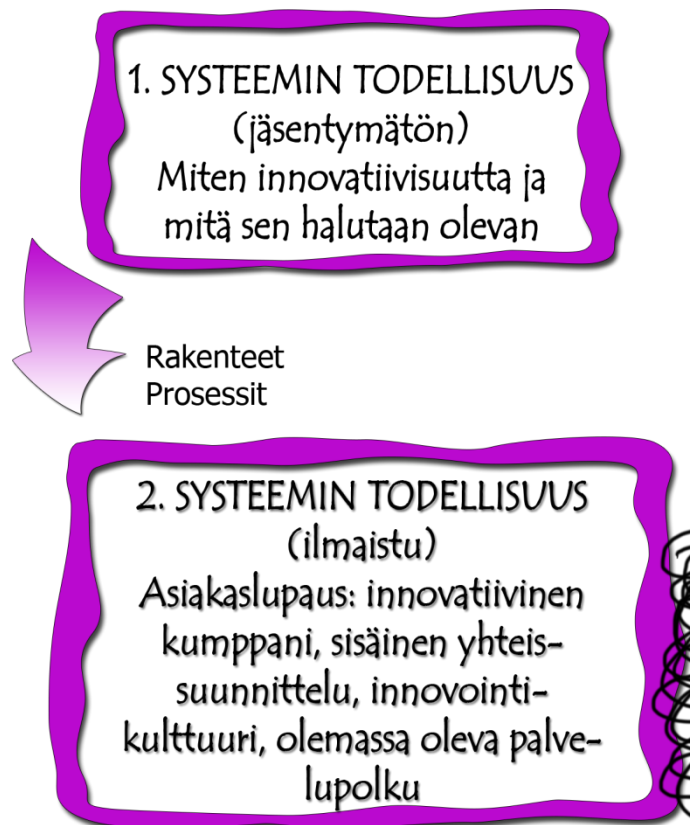 1. SYSTEEMIN TODELLISUUS
(jäsentymätön)
Miten innovatiivisuutta ja
mitä sen halutaan olevan
Rakenteet
Prosessit
2. SYSTEEMIN TODELLISUUS
(ilmaistu)
Asiakaslupaus: innovatiivinen
kumppani, sisäinen yhteis-
suunnittelu, innovointi-
kulttuuri, olemassa oleva palve-
lupolku